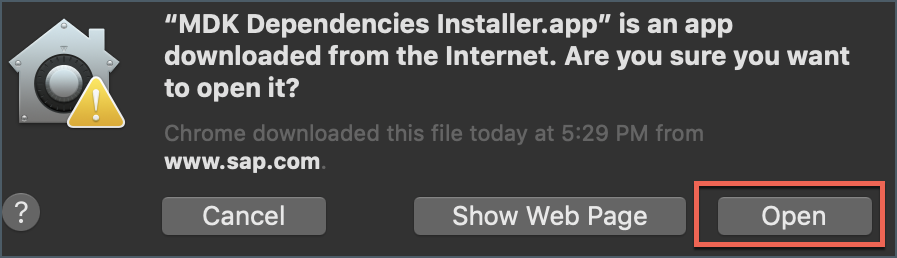 “MDK Dependencies Installer.app” is an app
downloaded from the Internet. Are you sure you want
to open it?
Chrome downloaded this file today at 5:29 PM from
www.sap.com.
?
Cancel
Show Web Page
Open